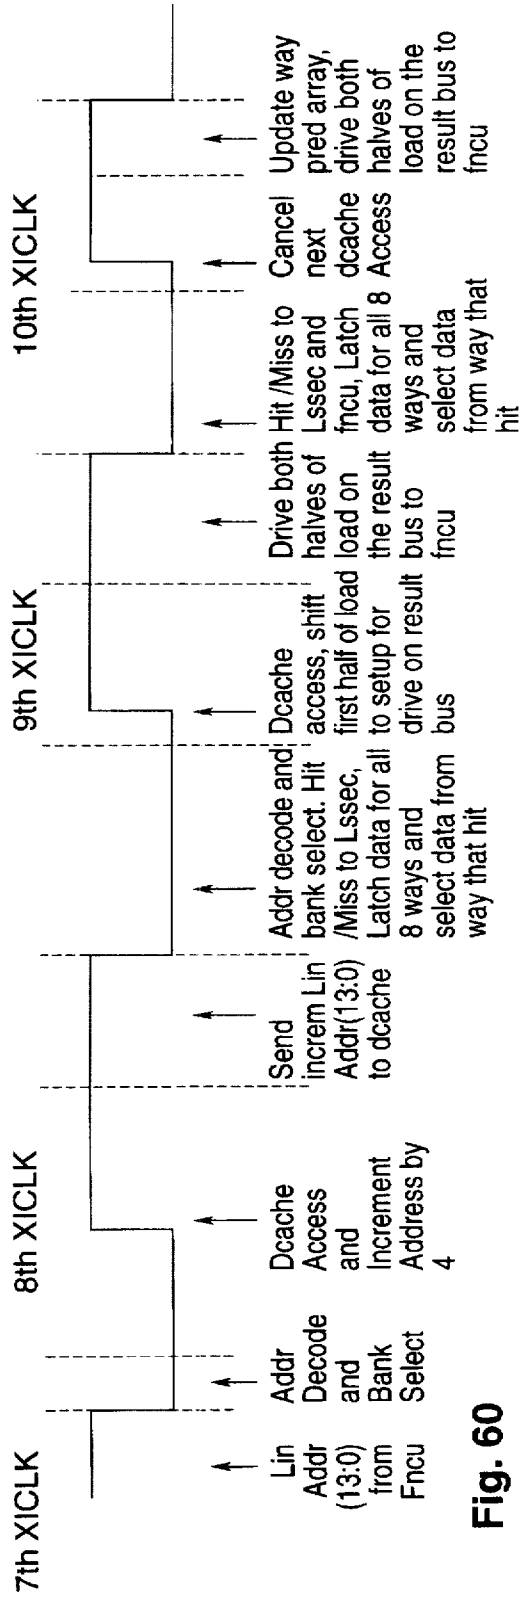 7th XICLK
8th XICLK
9th XICLK
10th XICLK
Lin
Addr
(13:0)
from
Fncu
Addr
Decode
and
Bank
Select
Dcache
Access
and
Increment
Address by
4
Send
increm Lin
Addr(13:0)
to dcache
Addr decode and
bank select. Hit
/Miss to Lssec,
Latch data for all
8 ways and
select data from
way that hit
Dcache
access, shift
first half of load
to setup for
drive on result
bus
Drive both
halves of
load on
the result
bus to
fncu
Hit /Miss to
Lssec and
fncu, Latch
data for all 8
ways and
select data
from way that
hit
Cancel
next
dcache
Access
Update way
pred array,
drive both
halves of
load on the
result bus to
fncu
Fig. 60